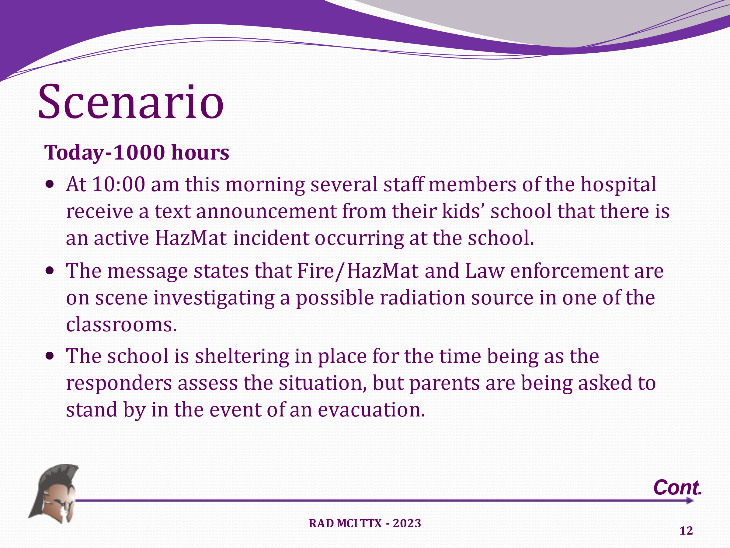 Scenario
Today-1000 hours
• At 10:00 am this morning several staff members of the hospital
receive a text announcement from their kids’ school that there is
an active HazMat incident occurring at the school.
• The message states that Fire/HazMat and Law enforcement are
on scene investigating a possible radiation source in one of the
classrooms.
• The school is sheltering in place for the time being as the
responders assess the situation, but parents are being asked to
stand by in the event of an evacuation.
Cont.
RAD MCI TTX - 2023
12